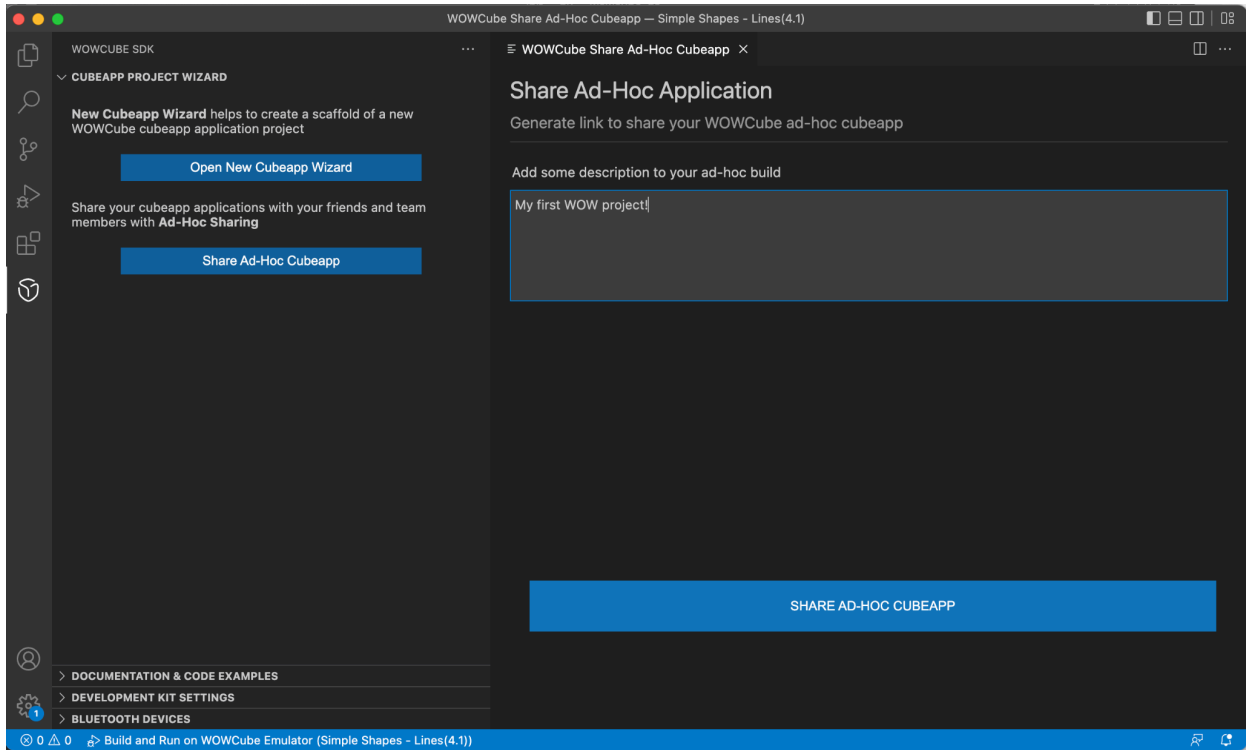 WOWCube Share Ad-Hoc Cubeapp — Simple Shapes - Lines(4.1)
WOWCUBE SDK
CUBEAPP PROJECT WIZARD
New Cubeapp Wizard helps to create a scaffold of a new
WOWCube cubeapp application project
Open New Cubeapp Wizard
Share your cubeapp applications with your friends and team
members with Ad-Hoc Sharing
Share Ad-Hoc Cubeapp
DOCUMENTATION & CODE EXAMPLES
DEVELOPMENT KIT SETTINGS
BLUETOOTH DEVICES
WOWCube Share Ad-Hoc Cubeapp
Share Ad-Hoc Application
Generate link to share your WOWCube ad-hoc cubeapp
Add some description to your ad-hoc build
My first WOW project!
SHARE AD-HOC CUBEAPP
1
0 0 Build and Run on WOWCube Emulator (Simple Shapes - Lines(4.1))